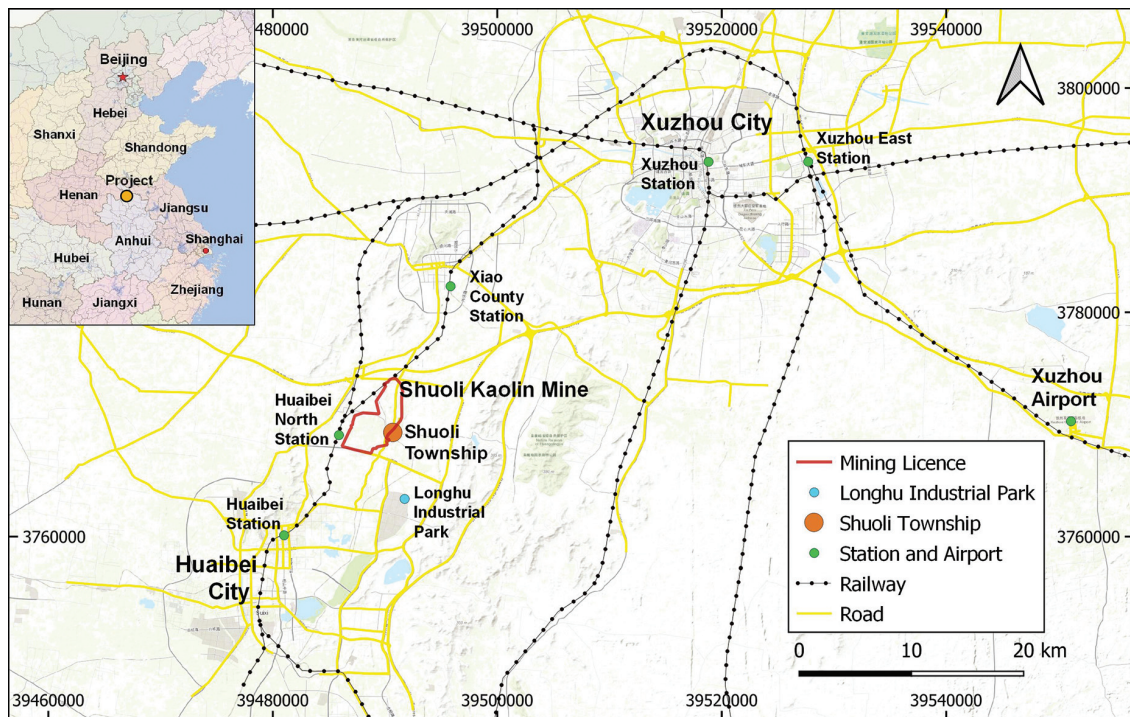 480000
39500000
39520000
39540000
3800000
3780000
3760000
3760000
39460000
39480000
39500000
39520000
39540000
Beijing
Hebei
Shanxi
Shandong
Project
Henan
Jiangsu
Anhui
Shanghai
Hubei
Zhejiang
Hunan
Jiangxi
Xuzhou City
Xuzhou
Station
Xuzhou East
Station
Xiao
County
Station
Shuoli Kaolin Mine
Huaibei
North
Station
Shuoli
Township
Xuzhou
Airport
Longhu
Industrial
Park
Huaibei
Station
Huaibei
City
Mining Licence
Longhu Industrial Park
Shuoli Township
Station and Airport
Railway
Road
0
10
20 km